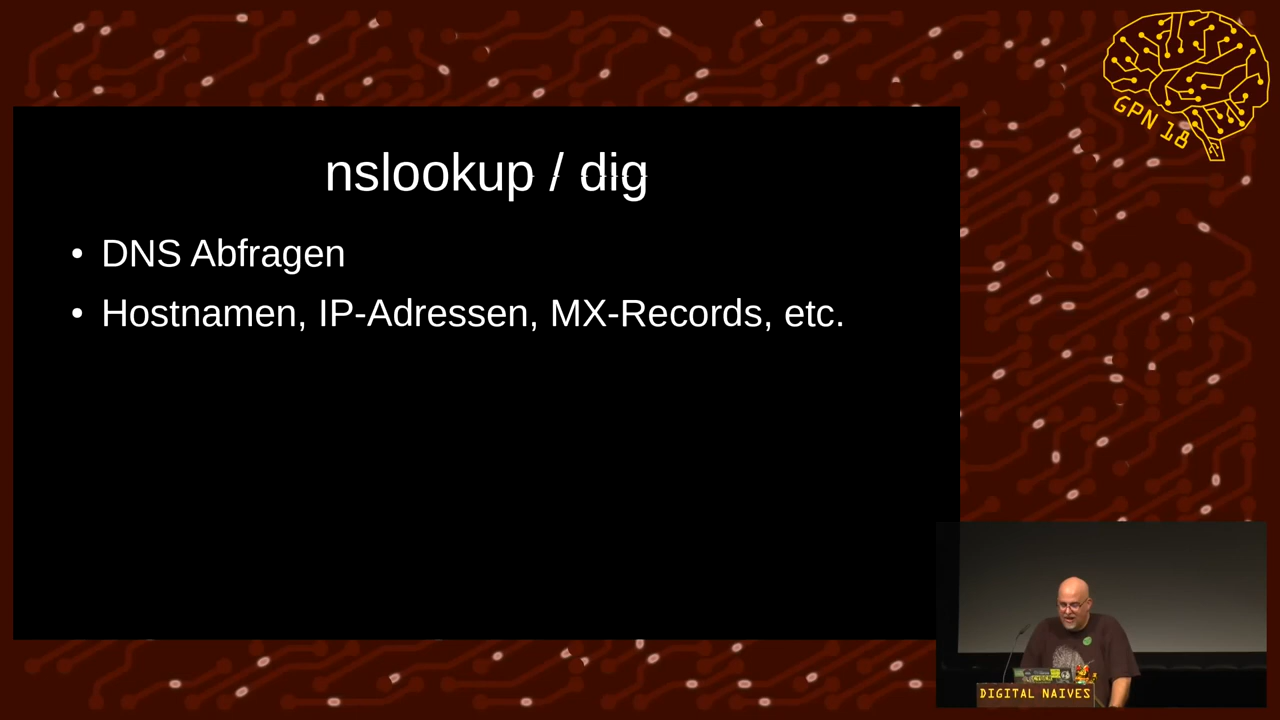 GPN 18
nslookup / dig
• DNS Abfragen
• Hostnamen, IP-Adressen, MX-Records, etc.
DIGITAL NAIVES